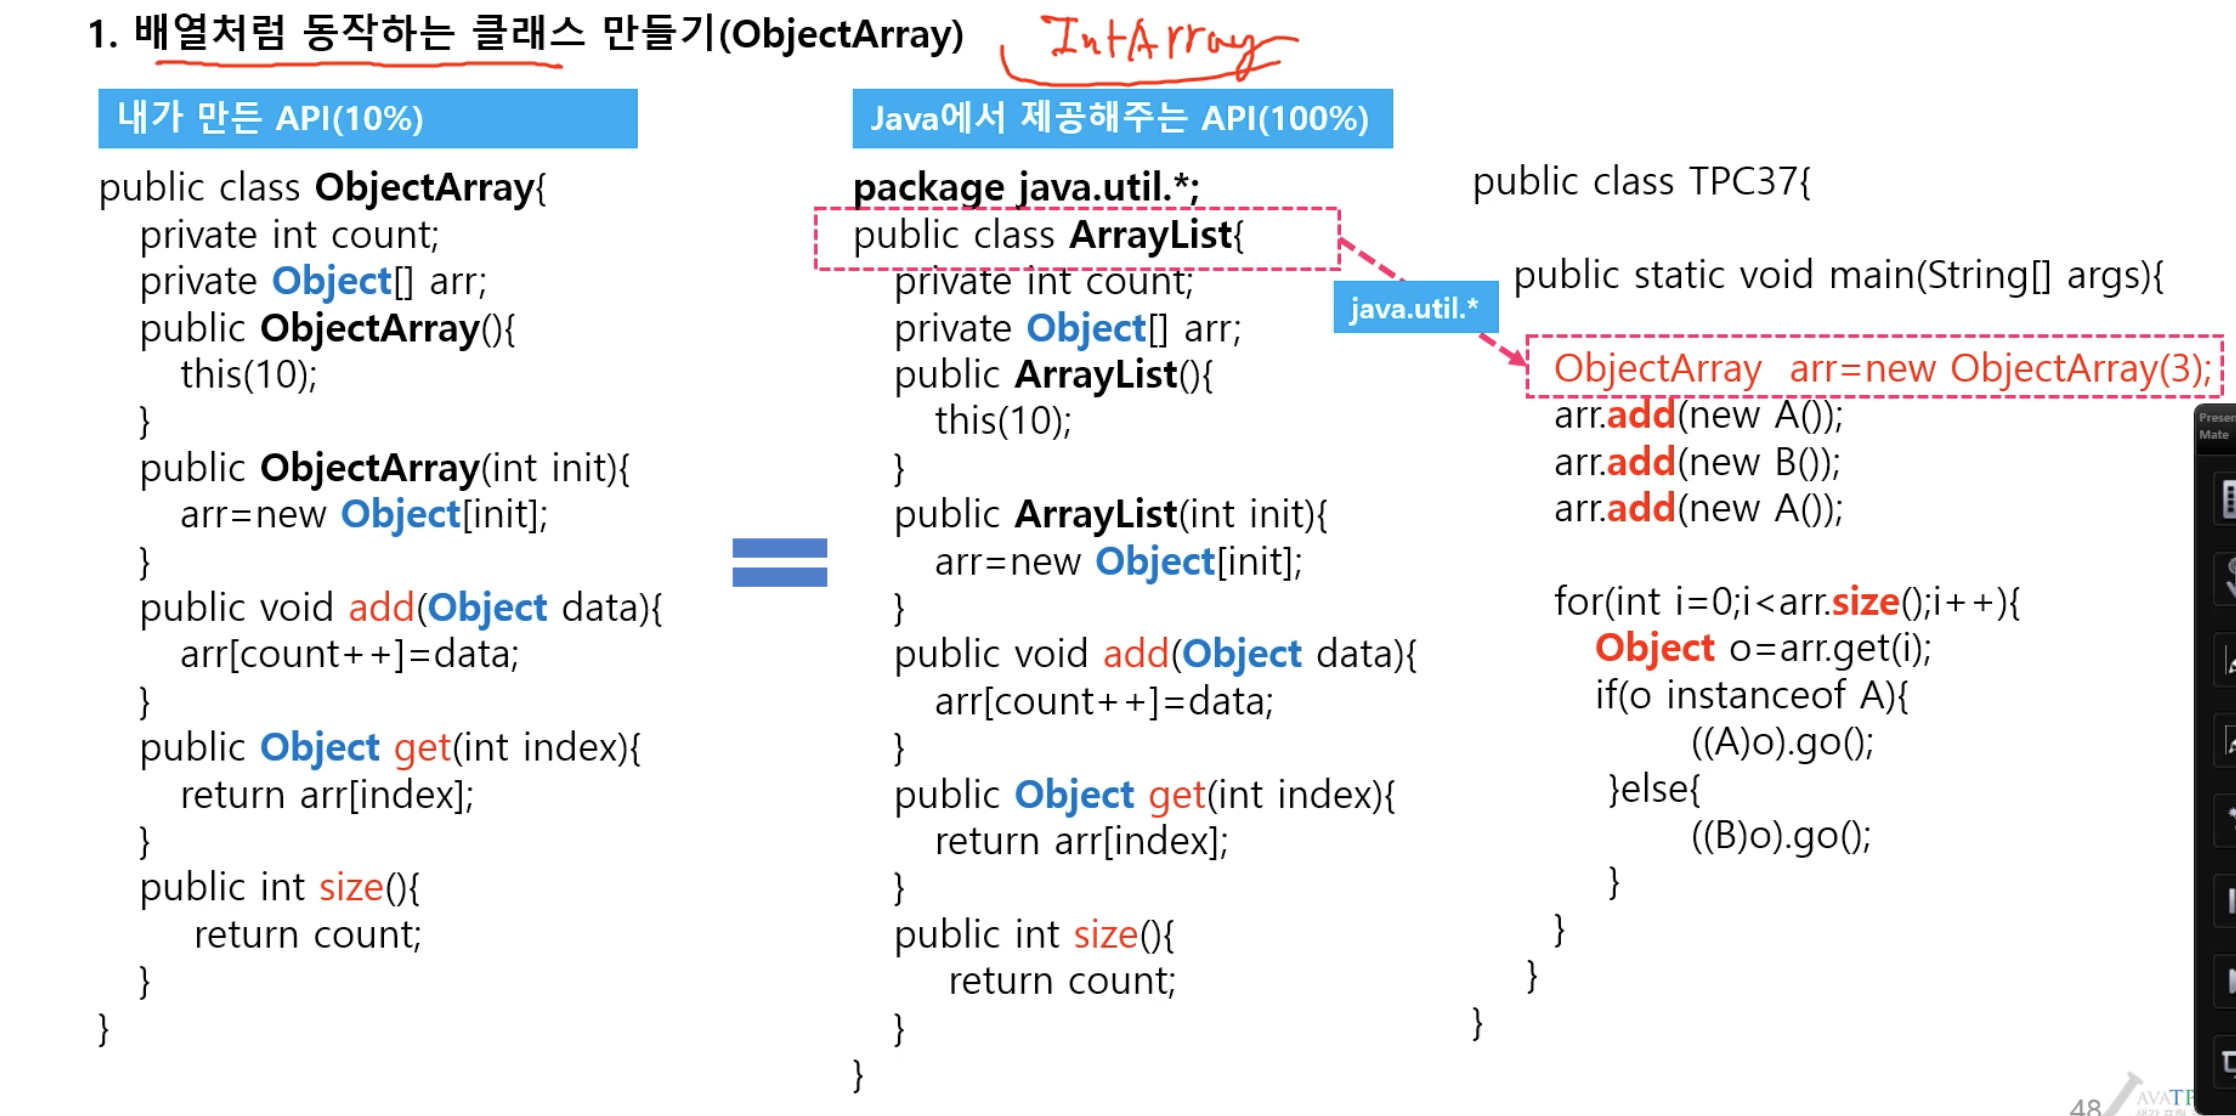 1. 배열처럼 동작하는 클래스 만들기(ObjectArray)
IntArray
내가 만든 API(10%)
public class ObjectArray{
private int count;
private Object[] arr;
public ObjectArray(){
this(10);
}
public ObjectArray(int init){
arr=new Object[init];
}
public void add(Object data){
arr[count++]=data;
}
public Object get(int index){
return arr[index];
}
public int size(){
return count;
}
}
Java에서 제공해주는 API(100%)
package java.util.*;
public class ArrayList{
private int count;
private Object[] arr;
public ArrayList(){
this(10);
}
public ArrayList(int init){
arr=new Object[init];
}
public void add(Object data){
arr[count++]=data;
}
public Object get(int index){
return arr[index];
}
public int size(){
return count;
}
}
java.util.*
public class TPC37{
public static void main(String[] args){
ObjectArray arr=new ObjectArray(3);
arr.add(new A());
arr.add(new B());
arr.add(new A());
for(int i=0;i<arr.size();i++){
Object o=arr.get(i);
if(o instanceof A){
((A)o).go();
}else{
((B)o).go();
}
}
}
}
Mate
48